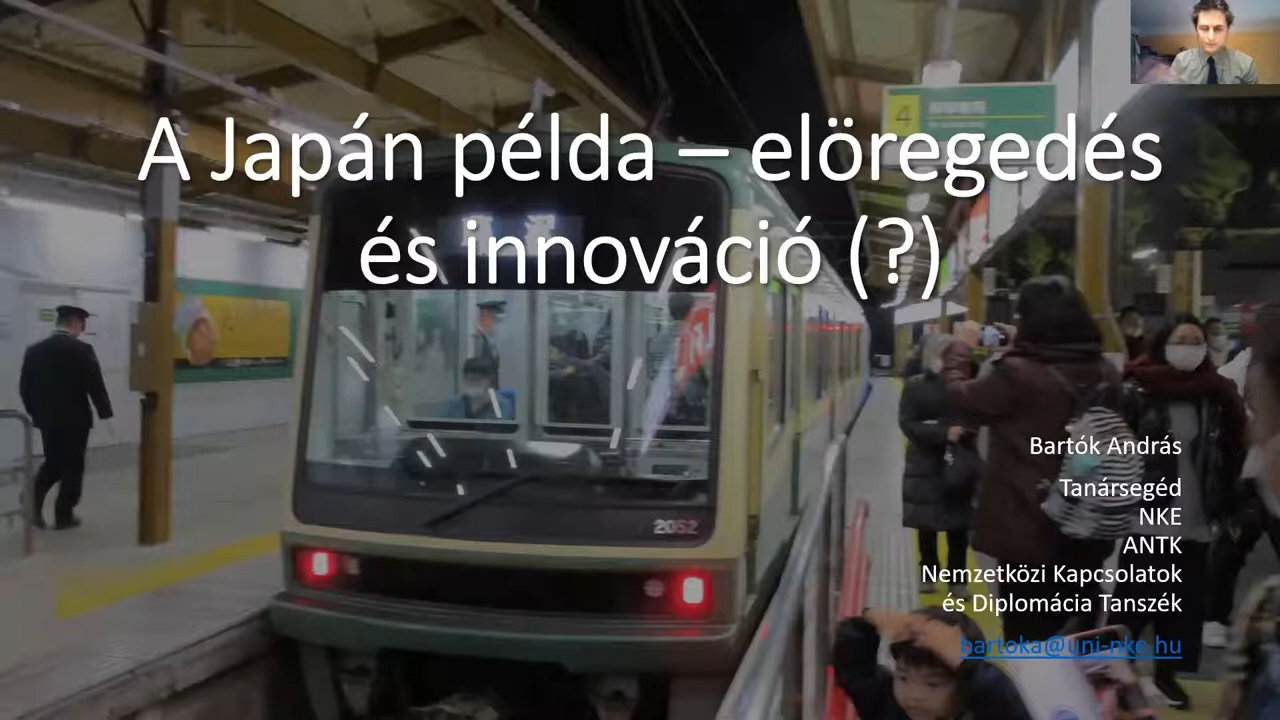 A Japán példa – elöregedés
és innováció (?)
4
2052
Bartók András
Tanársegéd
NKE
ANTK
Nemzetközi Kapcsolatok
és Diplomácia Tanszék
bartoka@uni-nke.hu